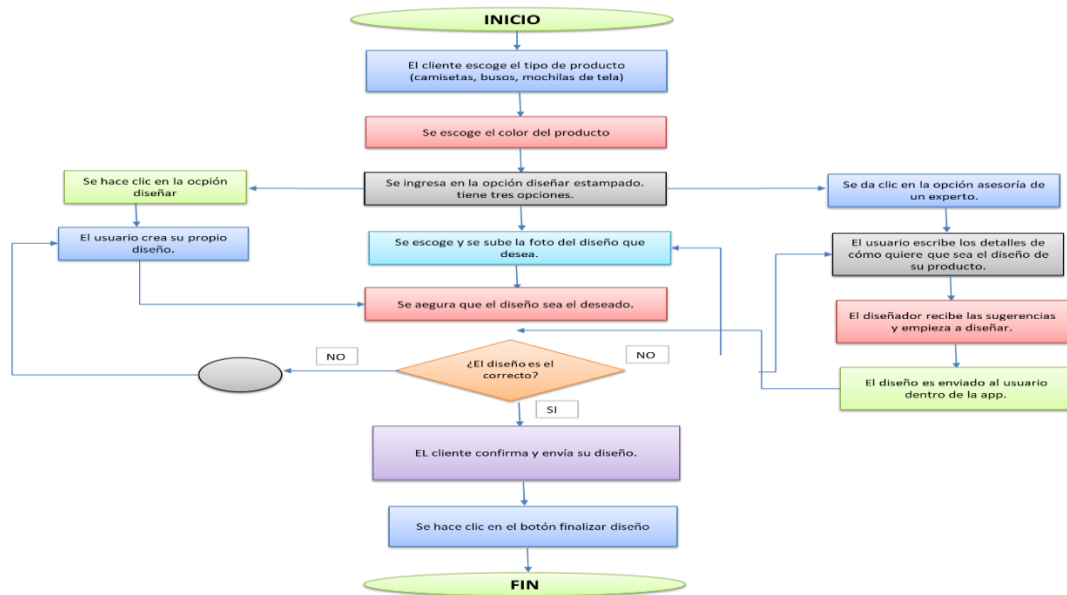 INICIO
El cliente escoge el tipo de producto
(camisetas, busos, mochilas de tela)
Se escoge el color del producto
Se hace clic en la ocpión
diseñar
Se ingresa en la opción diseñar estampado.
tiene tres opciones.
Se da clic en la opción asesoría de
un experto.
El usuario crea su propio
diseño.
Se escoge y se sube la foto del diseño que
desea.
El usuario escribe los detalles de
cómo quiere que sea el diseño de
su producto.
Se aegura que el diseño sea el deseado.
El diseñador recibe las sugerencias
y empieza a diseñar.
NO
¿El diseño es el
correcto?
NO
El diseño es enviado al usuario
dentro de la app.
SI
EL cliente confirma y envía su diseño.
Se hace clic en el botón finalizar diseño
FIN